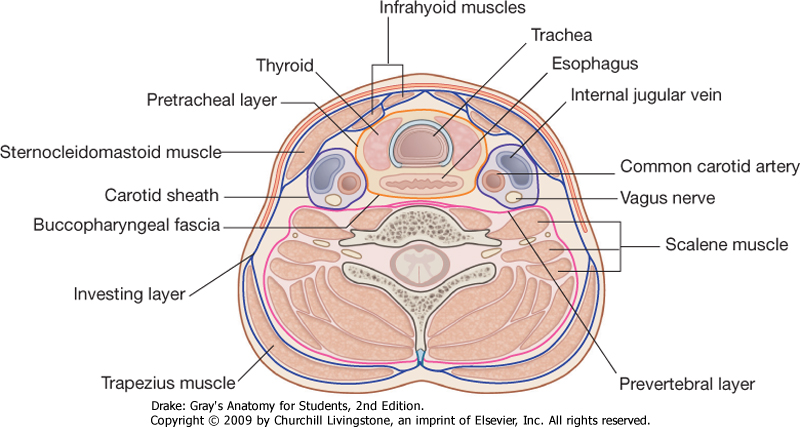 Infrahyoid muscles
Trachea
Thyroid
Esophagus
Pretracheal layer
Internal jugular vein
Sternocleidomastoid muscle
Common carotid artery
Carotid sheath
Vagus nerve
Buccopharyngeal fascia
Scalene muscle
Investing layer
Trapezius muscle
Prevertebral layer
Drake: Gray's Anatomy for Students, 2nd Edition.
Copyright © 2009 by Churchill Livingstone, an imprint of Elsevier, Inc. All rights reserved.